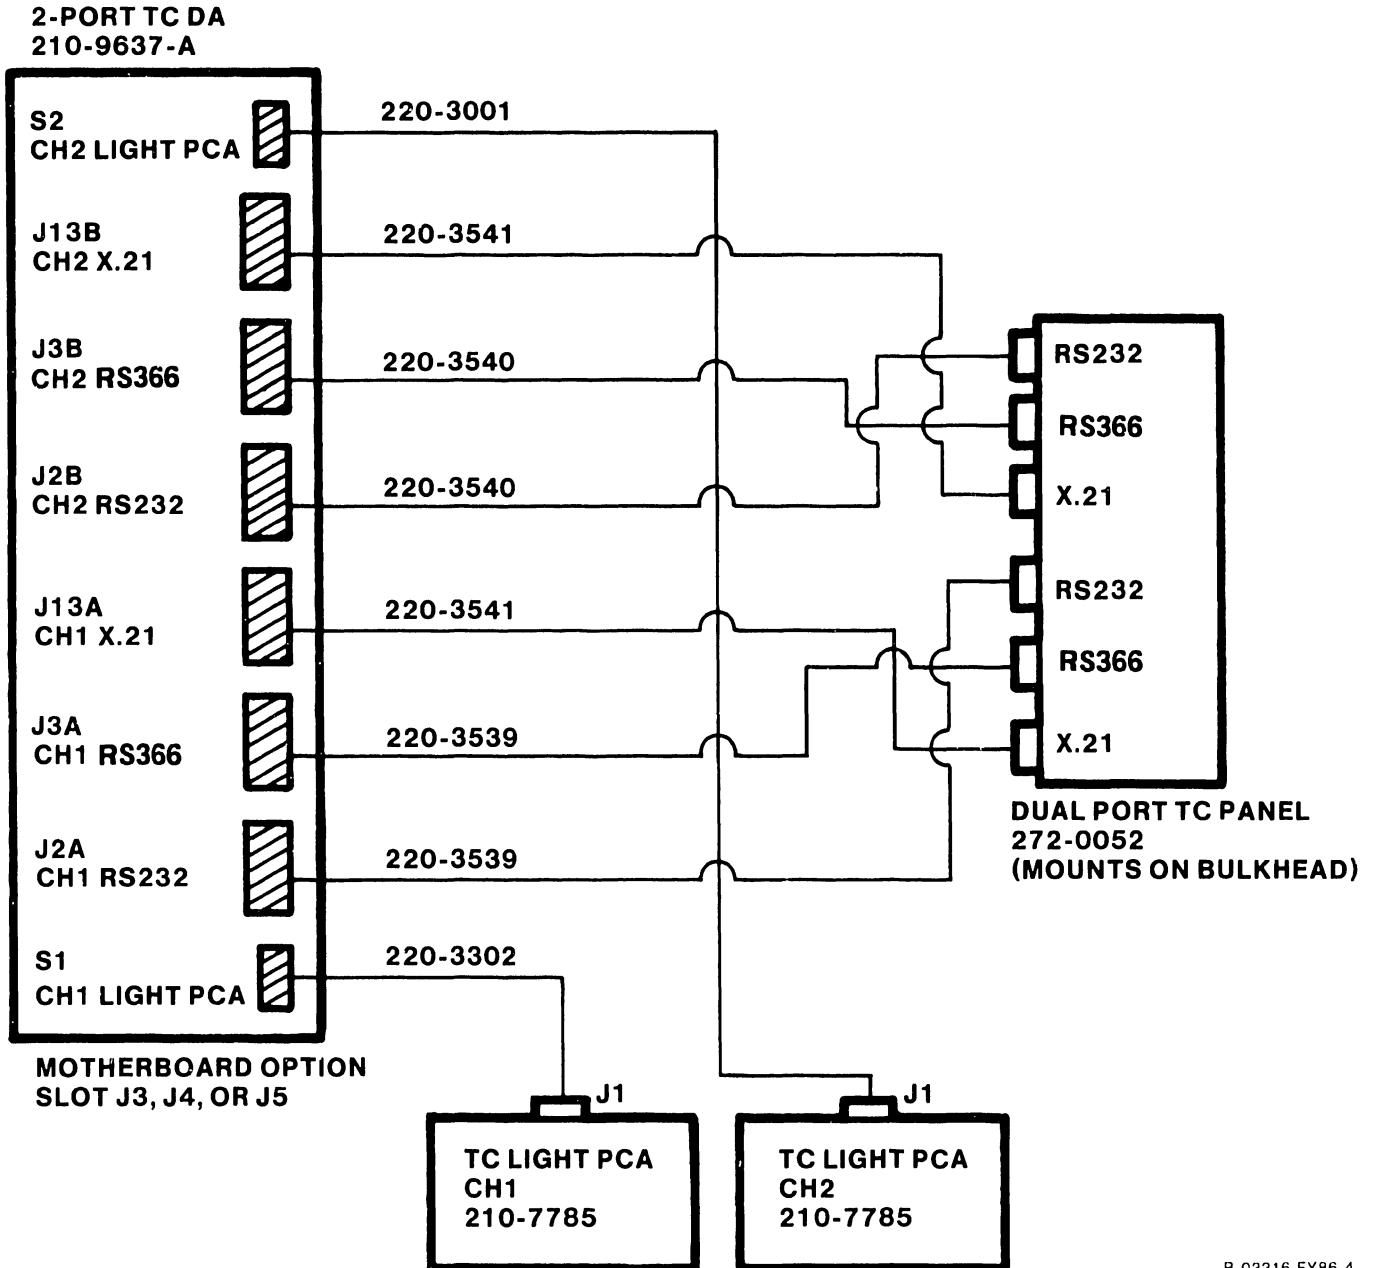 2-PORT TC DA
210-9637-A
S2
CH2 LIGHT PCA
220-3001
J13B
CH2 X.21
220-3541
J3B
CH2 RS366
220-3540
J2B
CH2 RS232
220-3540
J13A
CH1 X.21
220-3541
J3A
CH1 RS366
220-3539
J2A
CH1 RS232
220-3539
S1
CH1 LIGHT PCA
220-3302
MOTHERBOARD OPTION
SLOT J3, J4, OR J5
RS232
RS366
X.21
RS232
RS366
X.21
DUAL PORT TC PANEL
272-0052
(MOUNTS ON BULKHEAD)
J1
TC LIGHT PCA
CH1
210-7785
J1
TC LIGHT PCA
CH2
210-7785